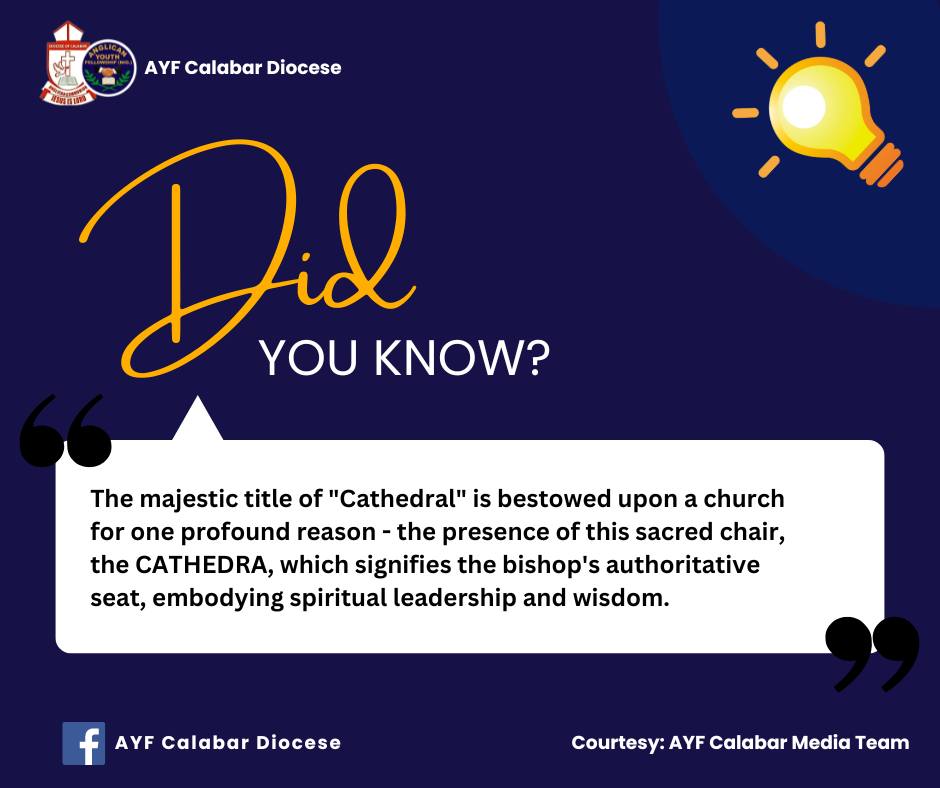 DIOCESE OF CALABAR
ANGLICAN
YOUTH
FELLOWSHIP (NIG.)
JESUS IS LORD
AYF Calabar Diocese
Did
YOU KNOW?
The majestic title of "Cathedral" is bestowed upon a church
for one profound reason - the presence of this sacred chair,
the CATHEDRA, which signifies the bishop's authoritative
seat, embodying spiritual leadership and wisdom.
AYF Calabar Diocese
Courtesy: AYF Calabar Media Team